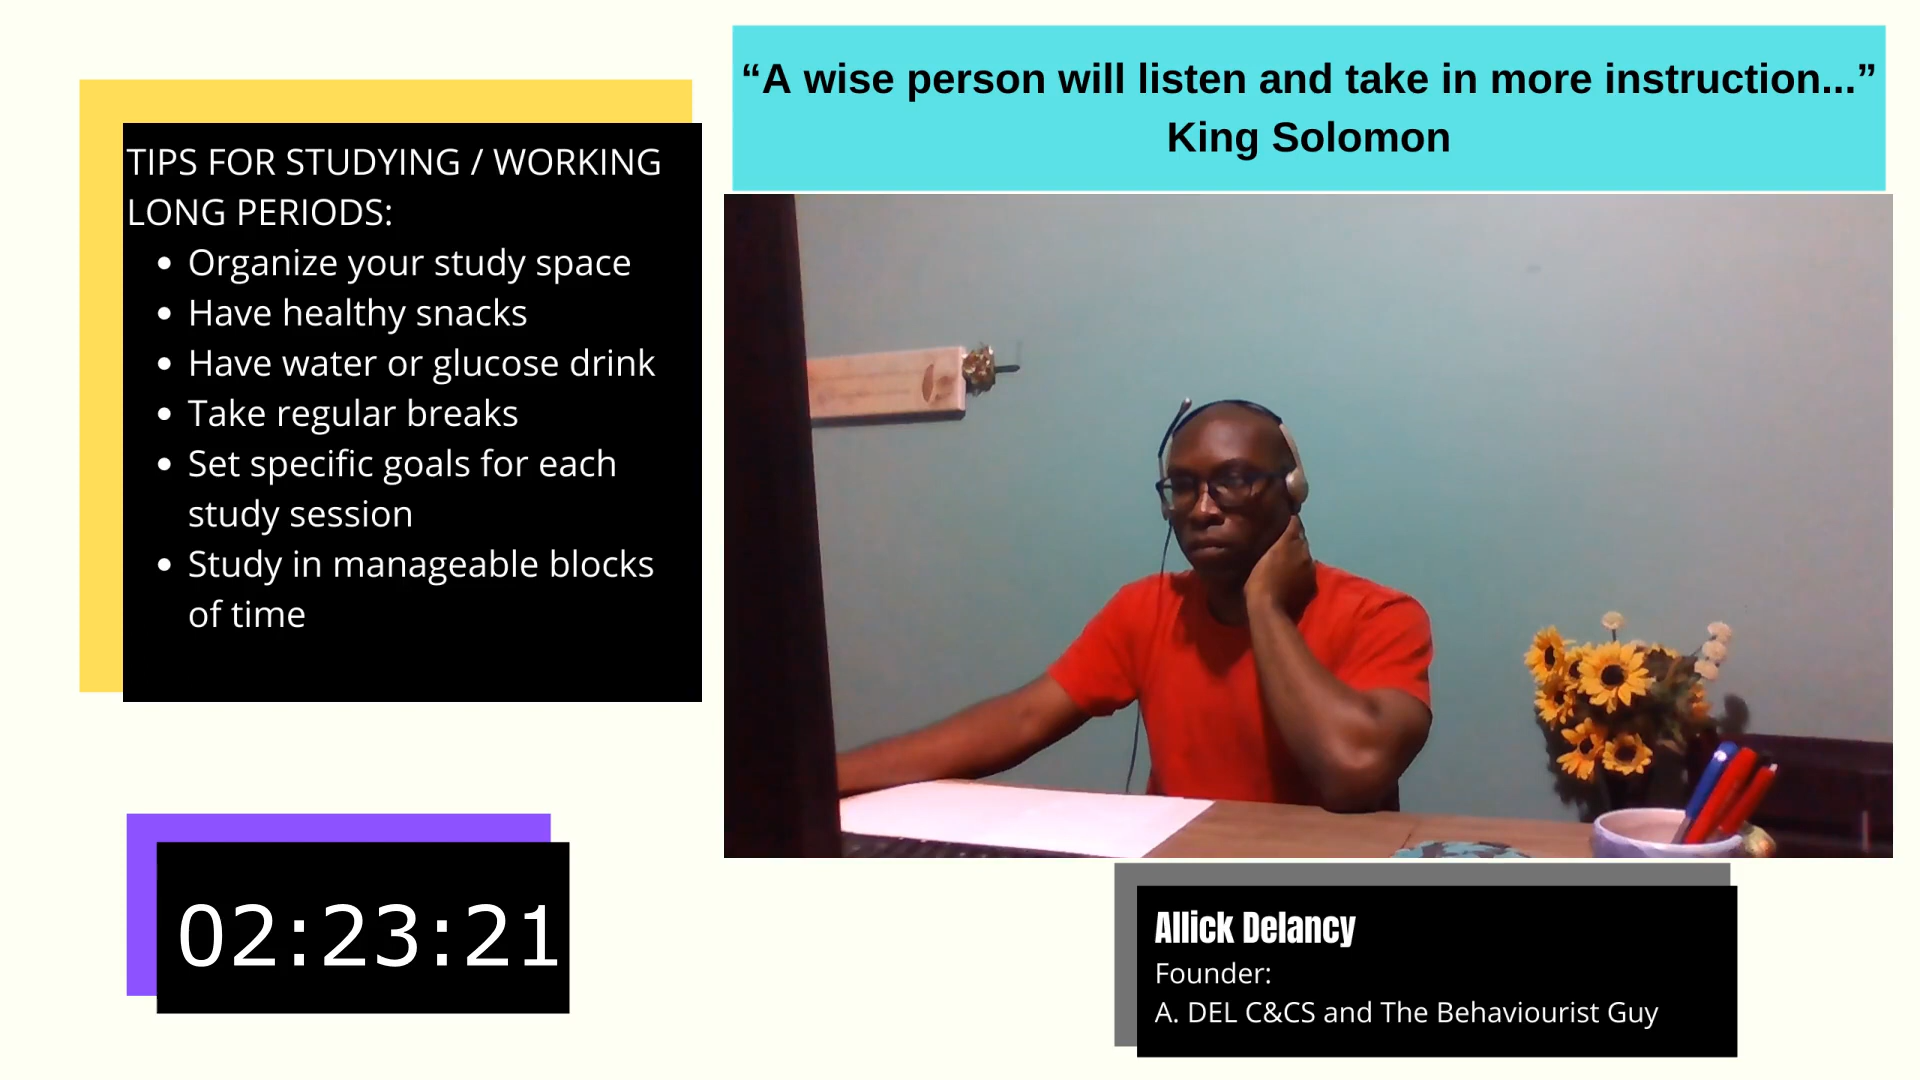 “A wise person will listen and take in more instruction...”
King Solomon
TIPS FOR STUDYING / WORKING
LONG PERIODS:
• Organize your study space
• Have healthy snacks
• Have water or glucose drink
• Take regular breaks
• Set specific goals for each
study session
• Study in manageable blocks
of time
02:23:21
Allick Delancy
Founder:
A. DEL C&CS and The Behaviourist Guy